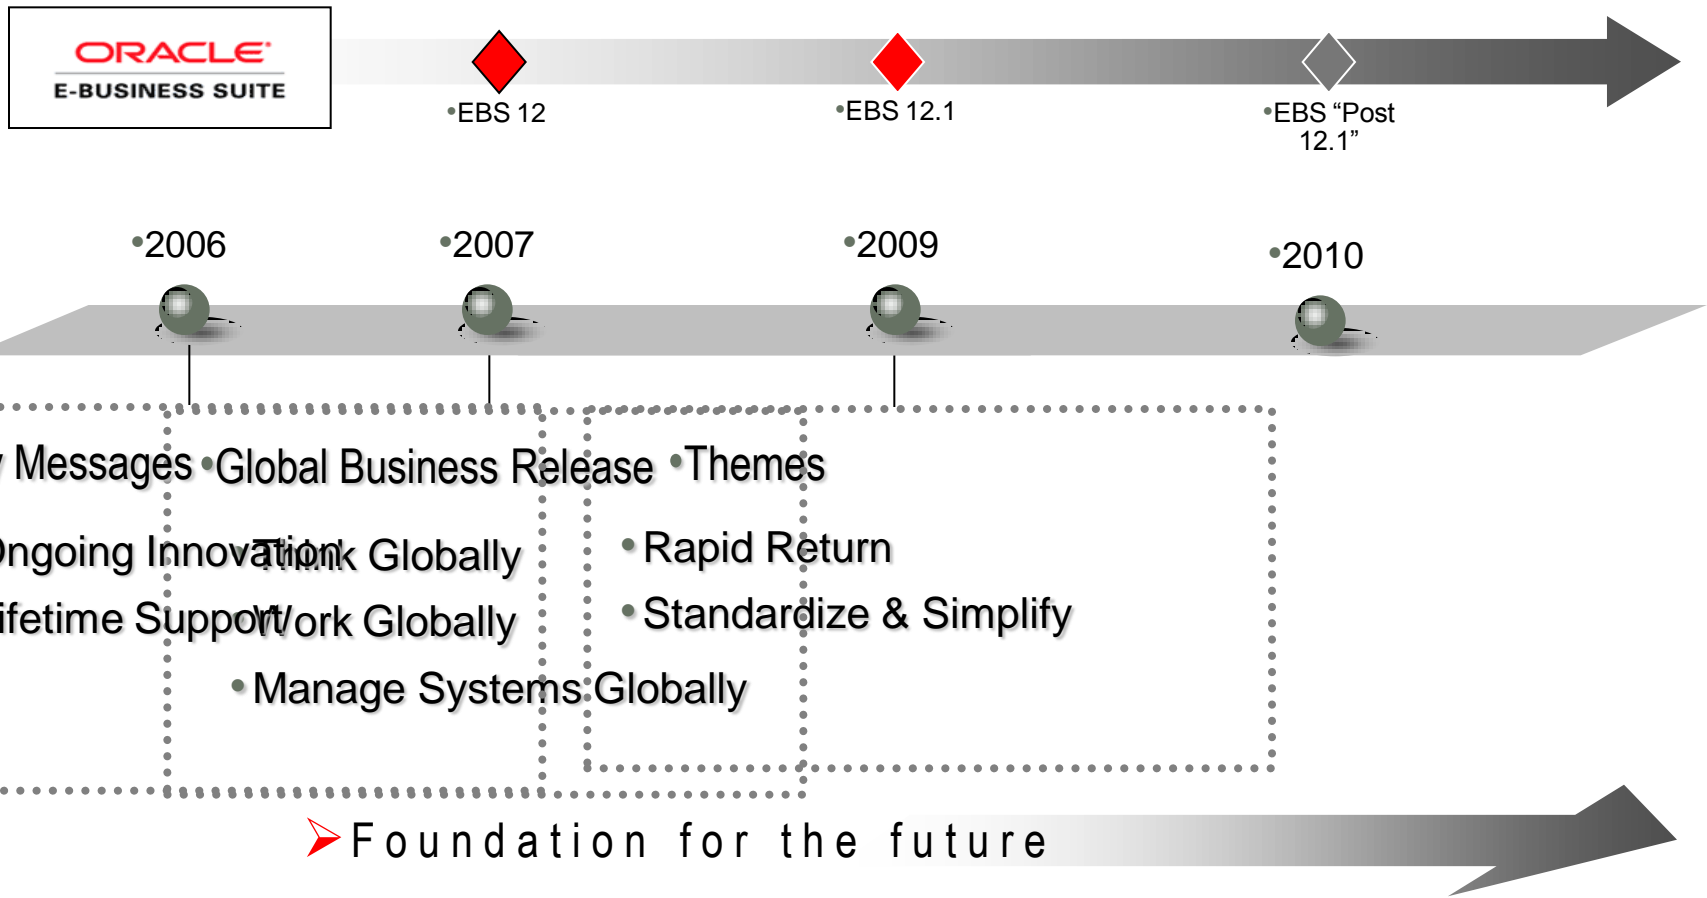 ORACLE
E-BUSINESS SUITE
•EBS 12
•EBS 12.1
•EBS “Post
12.1”
•2006
•2007
•2009
•2010
Messages
•Global Business Release
•Themes
Ongoing Innovation
• Think Globally
• Rapid Return
Lifetime Support
• Work Globally
• Standardize & Simplify
• Manage Systems Globally
Foundation for the future